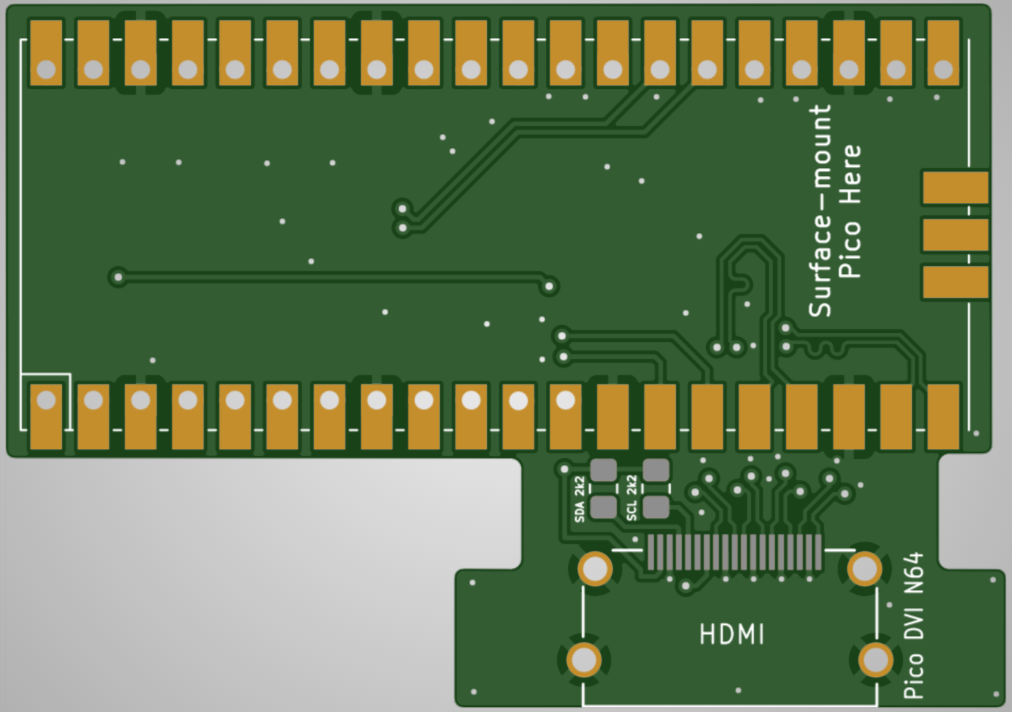 Surface-mount
Pico Here
SDA 2k2
SCL 2k2
HDMI
Pico DVI N64